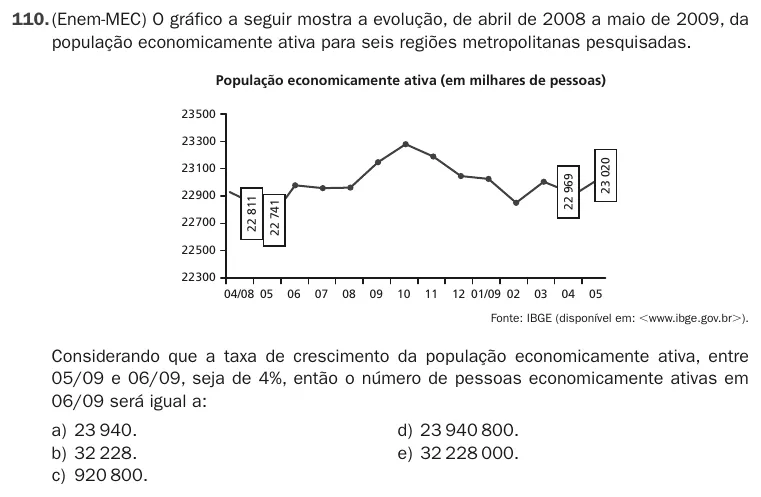 110. (Enem-MEC) O gráfico a seguir mostra a evolução, de abril de 2008 a maio de 2009, da
população economicamente ativa para seis regiões metropolitanas pesquisadas.
População economicamente ativa (em milhares de pessoas)
23500
23300
23100
22900
22700
22500
22300
22 811
22 741
22 969
23 020
04/08 05 06 07 08 09 10 11 12 01/09 02 03 04 05
Fonte: IBGE (disponível em: <www.ibge.gov.br>).
Considerando que a taxa de crescimento da população economicamente ativa, entre
05/09 e 06/09, seja de 4%, então o número de pessoas economicamente ativas em
06/09 será igual a:
a) 23 940.
b) 32 228.
c) 920 800.
d) 23 940 800.
e) 32 228 000.